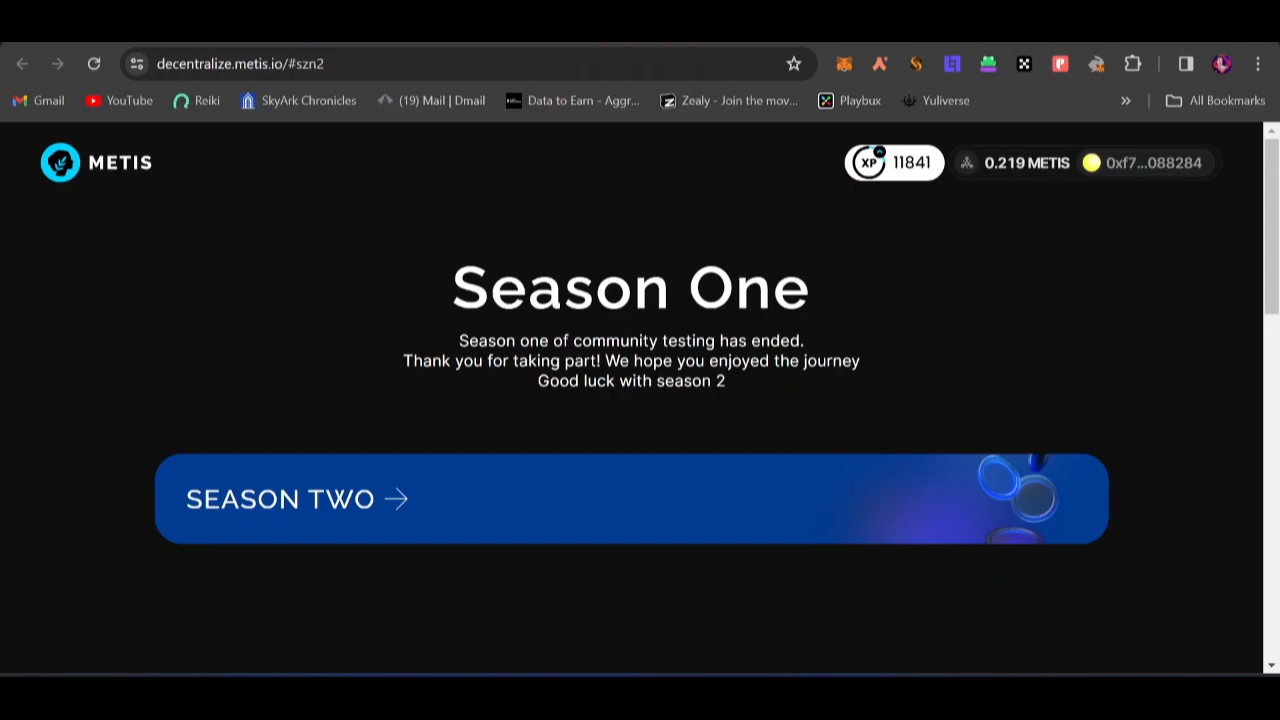 decentralize.metis.io/#szn2
Gmail
YouTube
Reiki
SkyArk Chronicles
(19) Mail | Dmail
Data to Earn - Aggr...
Zealy - Join the mov...
Playbux
Yuliverse
All Bookmarks
METIS
XP 11841
0.219 METIS
0xf7...088284
Season One
Season one of community testing has ended.
Thank you for taking part! We hope you enjoyed the journey
Good luck with season 2
SEASON TWO